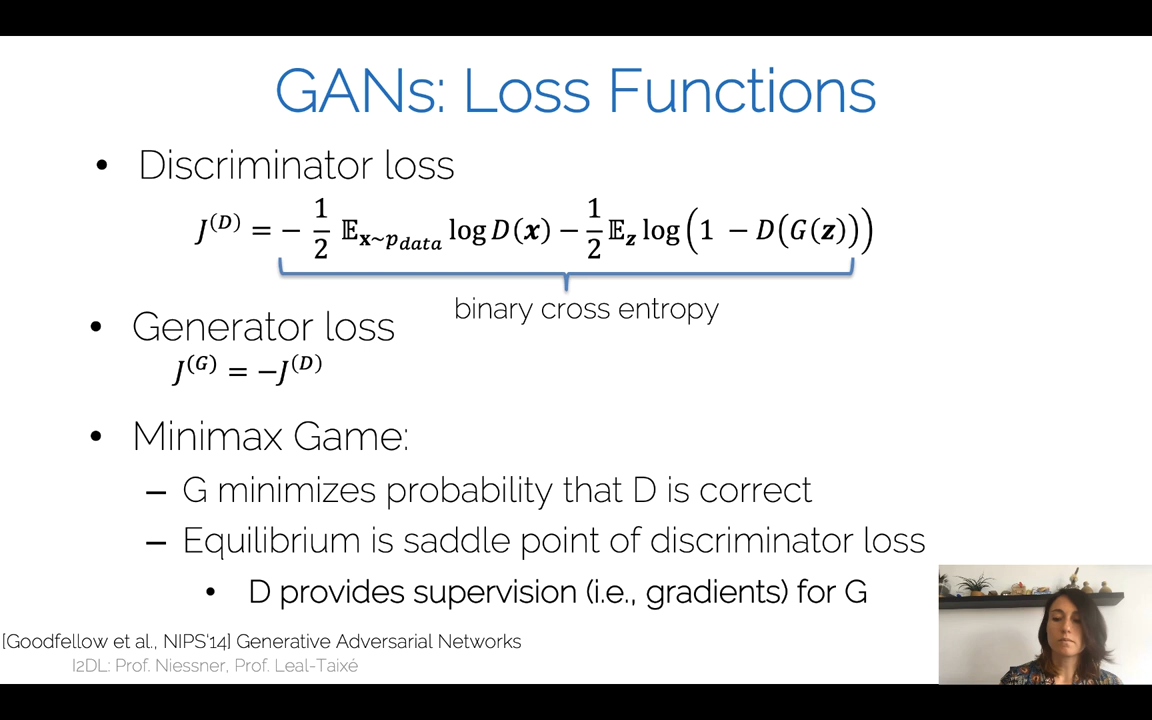 GANs: Loss Functions
• Discriminator loss
J^(D) = − 1/2 𝔼_{x~p_data} log D(x) − 1/2 𝔼_z log(1 − D(G(z)))
binary cross entropy
• Generator loss
J^(G) = −J^(D)
• Minimax Game:
– G minimizes probability that D is correct
– Equilibrium is saddle point of discriminator loss
• D provides supervision (i.e., gradients) for G
[Goodfellow et al., NIPS'14] Generative Adversarial Networks
I2DL: Prof. Niessner, Prof. Leal-Taixé